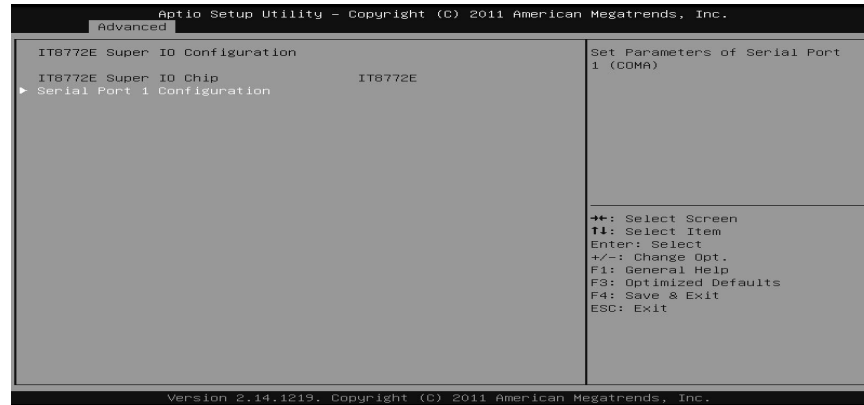 Aptio Setup Utility – Copyright (C) 2011 American Megatrends, Inc.
Advanced
IT8772E Super IO Configuration
IT8772E Super IO Chip IT8772E
▶ Serial Port 1 Configuration
Set Parameters of Serial Port
1 (COMA)
→←: Select Screen
↑↓: Select Item
Enter: Select
+/-: Change Opt.
F1: General Help
F3: Optimized Defaults
F4: Save & Exit
ESC: Exit
Version 2.14.1219. Copyright (C) 2011 American Megatrends, Inc.